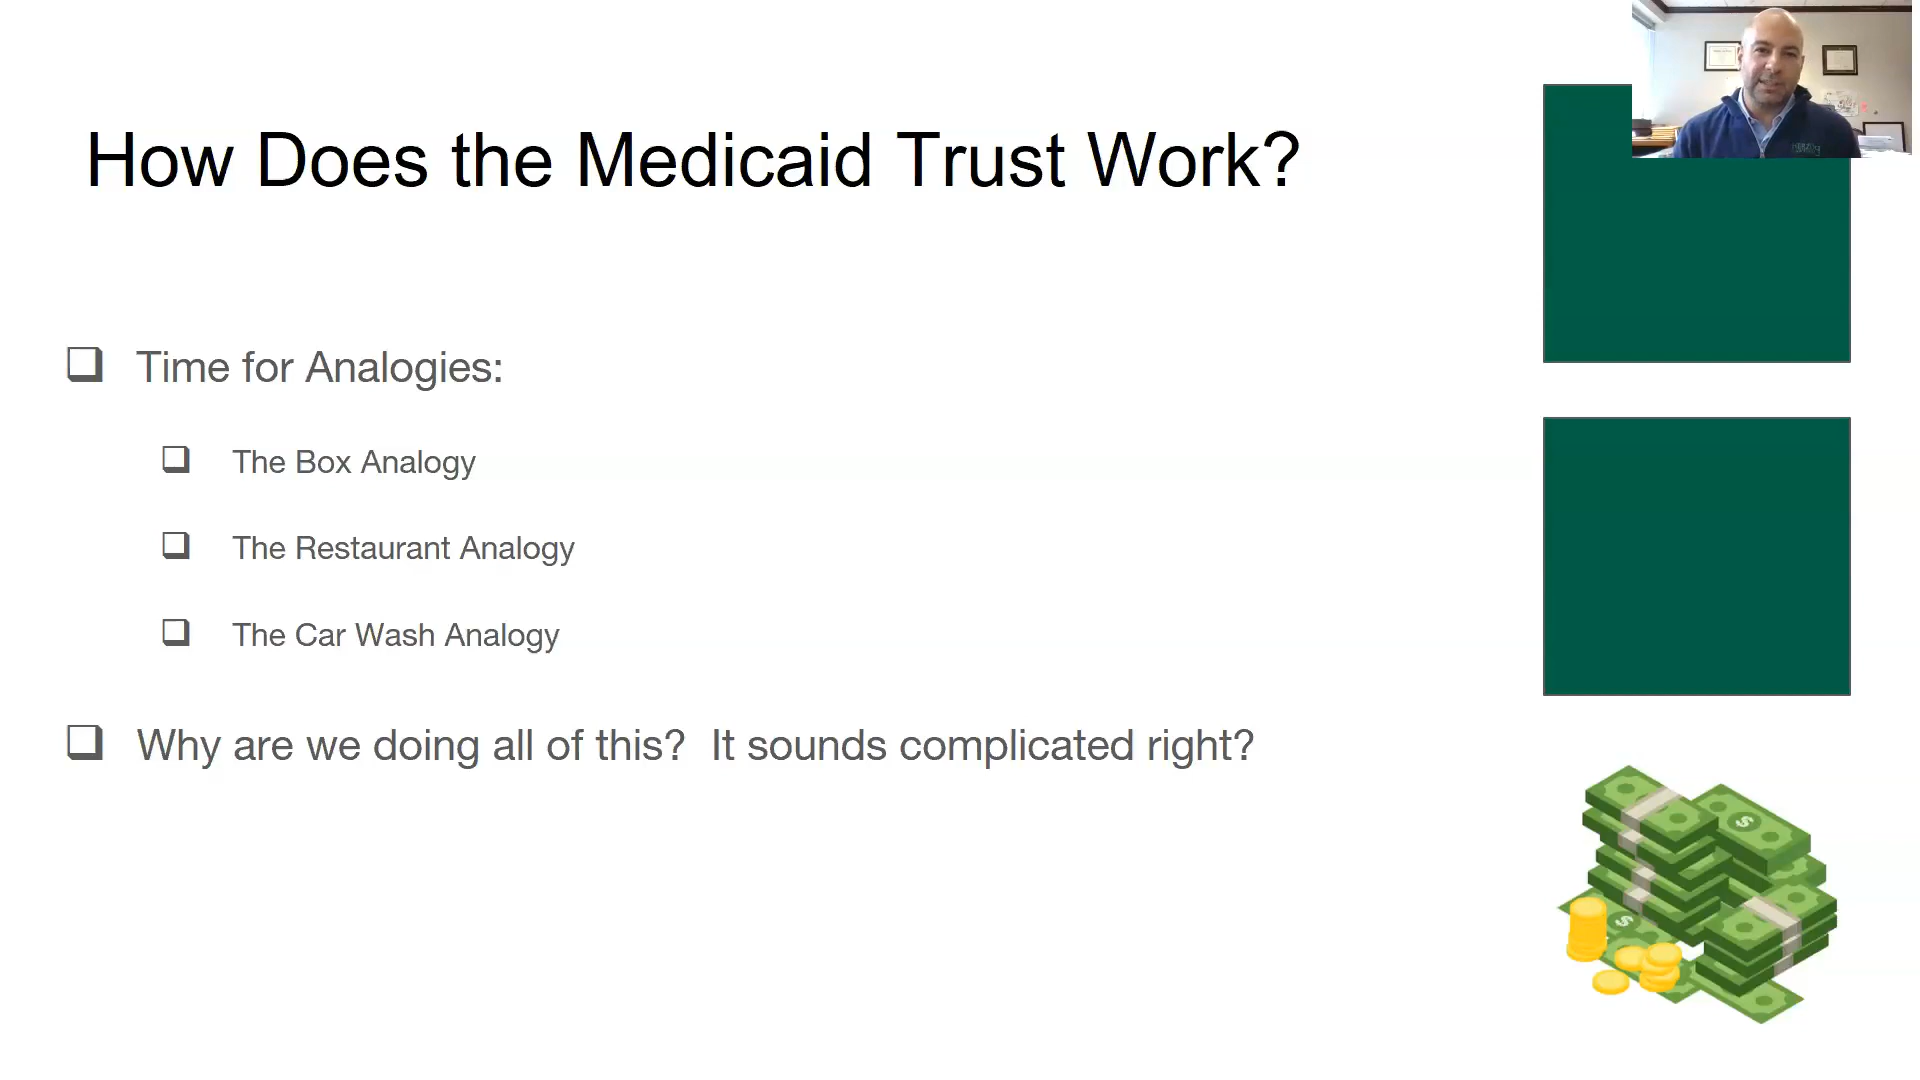 How Does the Medicaid Trust Work?
Time for Analogies:
The Box Analogy
The Restaurant Analogy
The Car Wash Analogy
Why are we doing all of this?  It sounds complicated right?
$
$